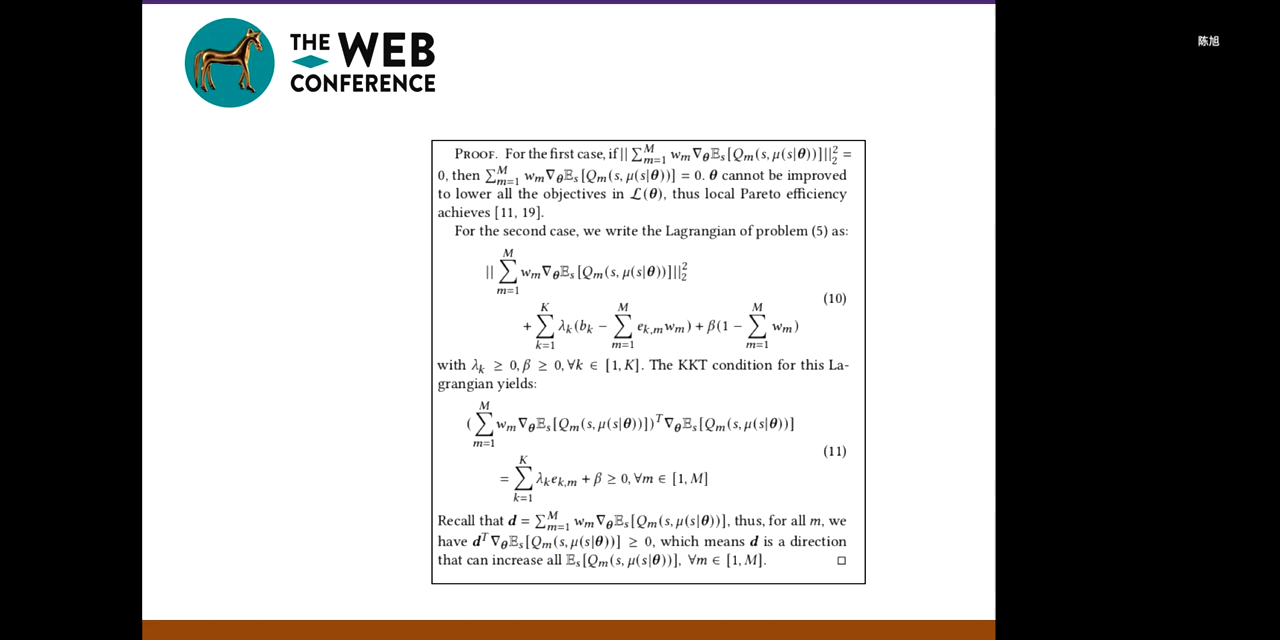 THE WEB
CONFERENCE
陈旭
PROOF. For the first case, if || ∑_{m=1}^{M} w_m ∇_θ 𝔼_s[Q_m(s, μ(s|θ))]||_2^2 =
0, then ∑_{m=1}^{M} w_m ∇_θ 𝔼_s[Q_m(s, μ(s|θ))] = 0. θ cannot be improved
to lower all the objectives in ℒ(θ), thus local Pareto efficiency
achieves [11, 19].
For the second case, we write the Lagrangian of problem (5) as:
|| ∑_{m=1}^{M} w_m ∇_θ 𝔼_s[Q_m(s, μ(s|θ))]||_2^2
+ ∑_{k=1}^{K} λ_k(b_k − ∑_{m=1}^{M} e_{k,m} w_m) + β(1 − ∑_{m=1}^{M} w_m)
(10)
with λ_k ≥ 0, β ≥ 0, ∀k ∈ [1, K]. The KKT condition for this La-
grangian yields:
( ∑_{m=1}^{M} w_m ∇_θ 𝔼_s[Q_m(s, μ(s|θ))])^T ∇_θ 𝔼_s[Q_m(s, μ(s|θ))]
= ∑_{k=1}^{K} λ_k e_{k,m} + β ≥ 0, ∀m ∈ [1, M]
(11)
Recall that d = ∑_{m=1}^{M} w_m ∇_θ 𝔼_s[Q_m(s, μ(s|θ))], thus, for all m, we
have d^T ∇_θ 𝔼_s[Q_m(s, μ(s|θ))] ≥ 0, which means d is a direction
that can increase all 𝔼_s[Q_m(s, μ(s|θ))], ∀m ∈ [1, M]. □